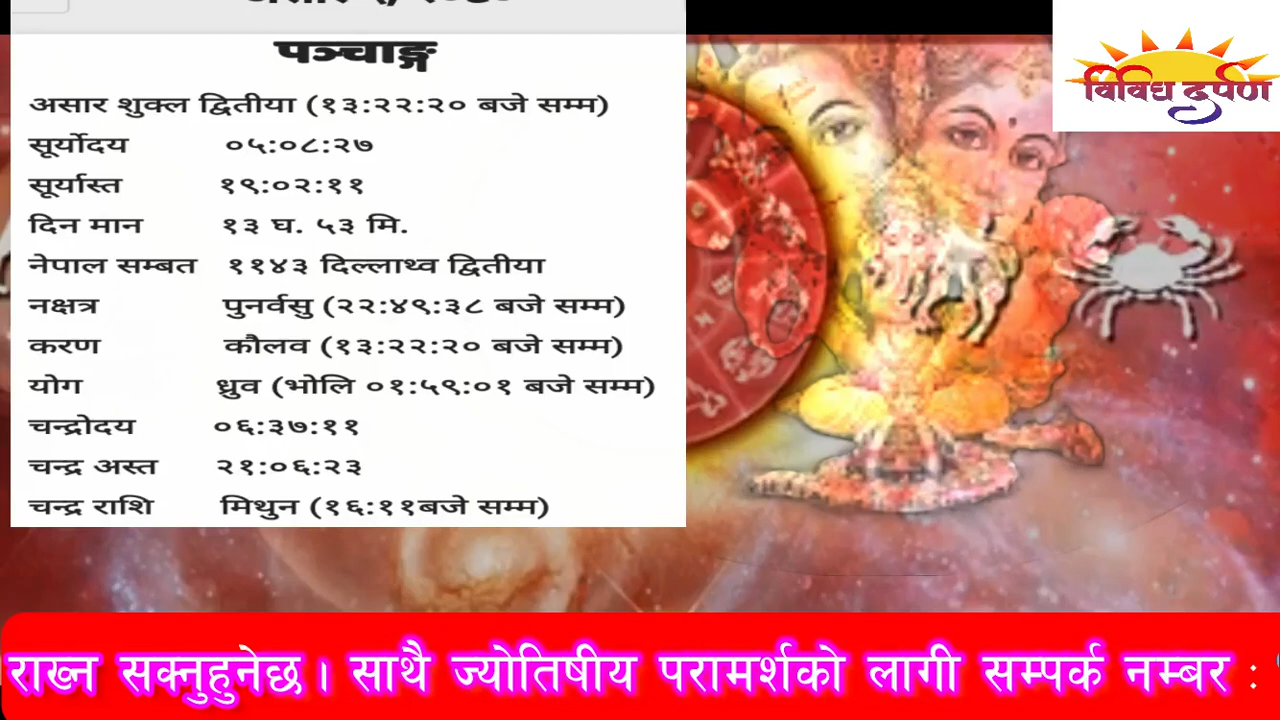 पञ्चाङ्ग
विविध दर्पण
असार शुक्ल द्वितीया (१३:२२:२० बजे सम्म)
सूर्योदय ०५:०८:२७
सूर्यास्त १९:०२:११
दिन मान १३ घ. ५३ मि.
नेपाल सम्बत ११४३ दिल्लाथ्व द्वितीया
नक्षत्र पुनर्वसु (२२:४९:३८ बजे सम्म)
करण कौलव (१३:२२:२० बजे सम्म)
योग ध्रुव (भोलि ०१:५९:०१ बजे सम्म)
चन्द्रोदय ०६:३७:११
चन्द्र अस्त २१:०६:२३
चन्द्र राशि मिथुन (१६:११बजे सम्म)
राख्न सक्नुहुनेछ। साथै ज्योतिषीय परामर्शको लागी सम्पर्क नम्बर :